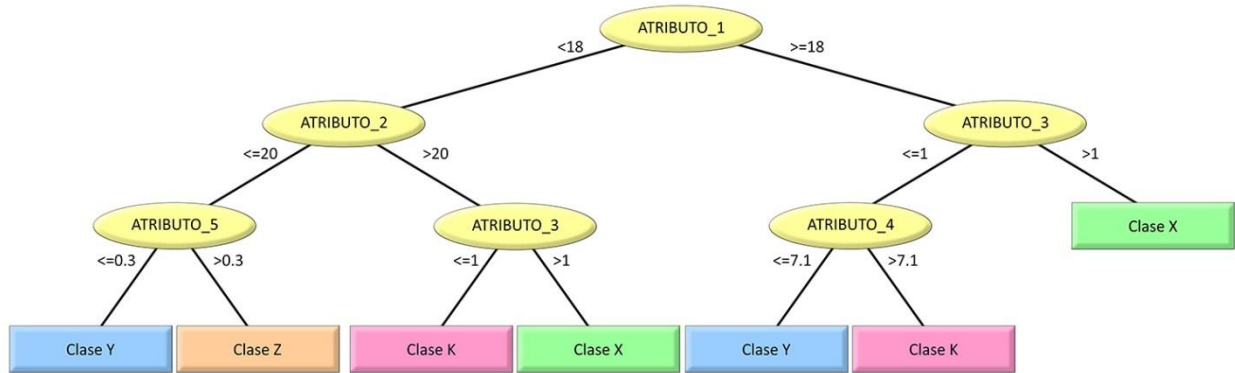 ATRIBUTO_1
<18
>=18
ATRIBUTO_2
ATRIBUTO_3
<=20
>20
<=1
>1
ATRIBUTO_5
ATRIBUTO_3
ATRIBUTO_4
Clase X
<=0.3
>0.3
<=1
>1
<=7.1
>7.1
Clase Y
Clase Z
Clase K
Clase X
Clase Y
Clase K